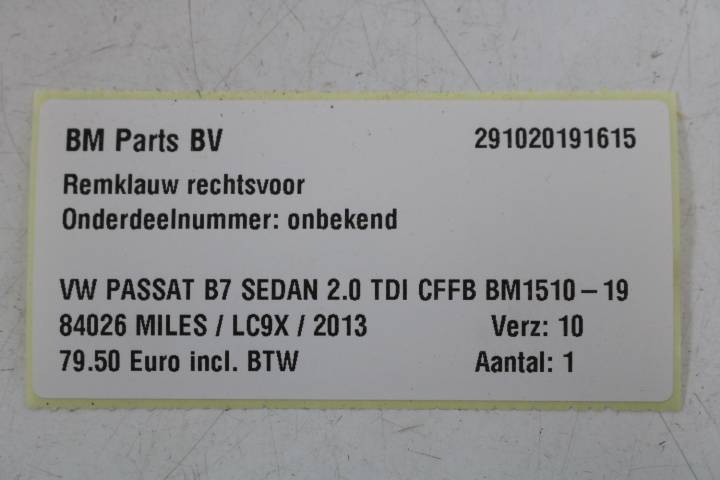 BM Parts BV 291020191615
Remklauw rechtsvoor
Onderdeelnummer: onbekend
VW PASSAT B7 SEDAN 2.0 TDI CFFB BM1510-19
84026 MILES / LC9X / 2013 Verz: 10
79.50 Euro incl. BTW Aantal: 1